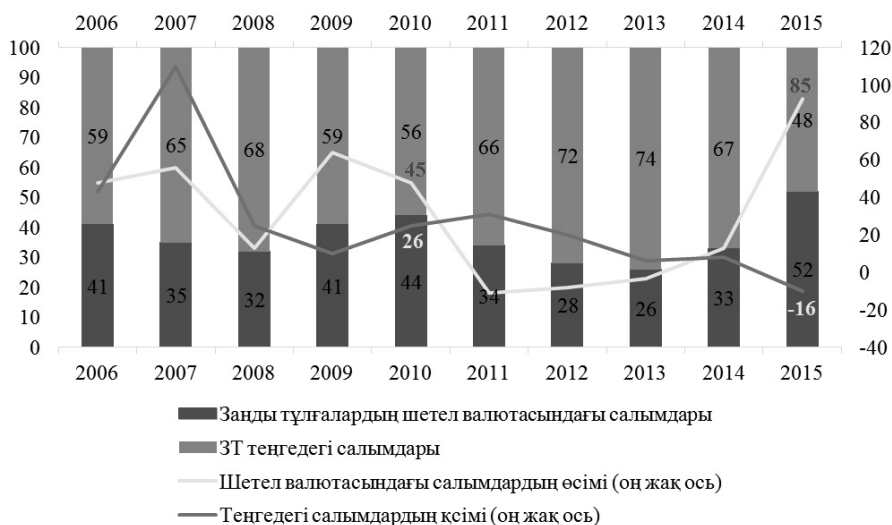 2006 2007 2008 2009 2010 2011 2012 2013 2014 2015
100 120
90 100
80 80
70 60
60 40
50 20
40 0
30 -20
20 -40
10
0
59 65 68 59 56 66 72 74 67 48
45 85
26 -16
41 35 32 41 44 34 28 26 33 52
2006 2007 2008 2009 2010 2011 2012 2013 2014 2015
Заңды тұлғалардың шетел валютасындағы салымдары
ЗТ теңгедегі салымдары
Шетел валютасындағы салымдардың өсімі (оң жақ ось)
Теңгедегі салымдардың қсімі (оң жақ ось)